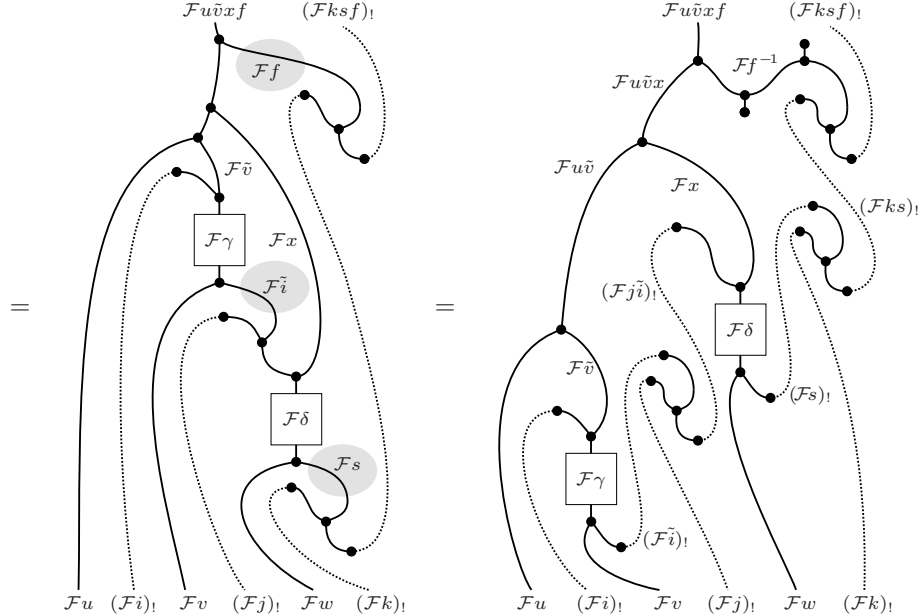 ℱuṽxf (ℱksf)! ℱuṽxf (ℱksf)!
ℱf ℱf⁻¹
ℱuṽx
ℱṽ ℱuṽ ℱx
(ℱks)!
ℱγ ℱx
ℱĩ (ℱjĩ)!
= =
ℱδ
ℱṽ
(ℱs)!
ℱδ
ℱs
ℱγ
(ℱĩ)!
ℱu (ℱi)! ℱv (ℱj)! ℱw (ℱk)! ℱu (ℱi)! ℱv (ℱj)! ℱw (ℱk)!